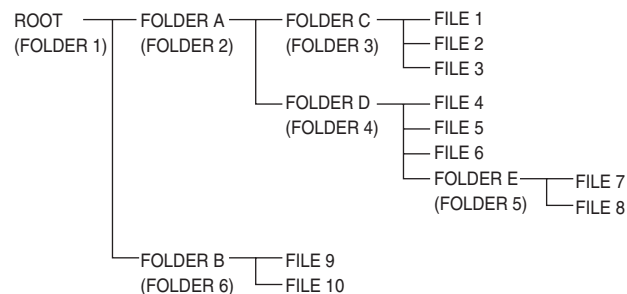 ROOT FOLDER A FOLDER C FILE 1
(FOLDER 1) (FOLDER 2) (FOLDER 3) FILE 2
FILE 3
FOLDER D FILE 4
(FOLDER 4) FILE 5
FILE 6
FOLDER E FILE 7
(FOLDER 5) FILE 8
FOLDER B FILE 9
(FOLDER 6) FILE 10